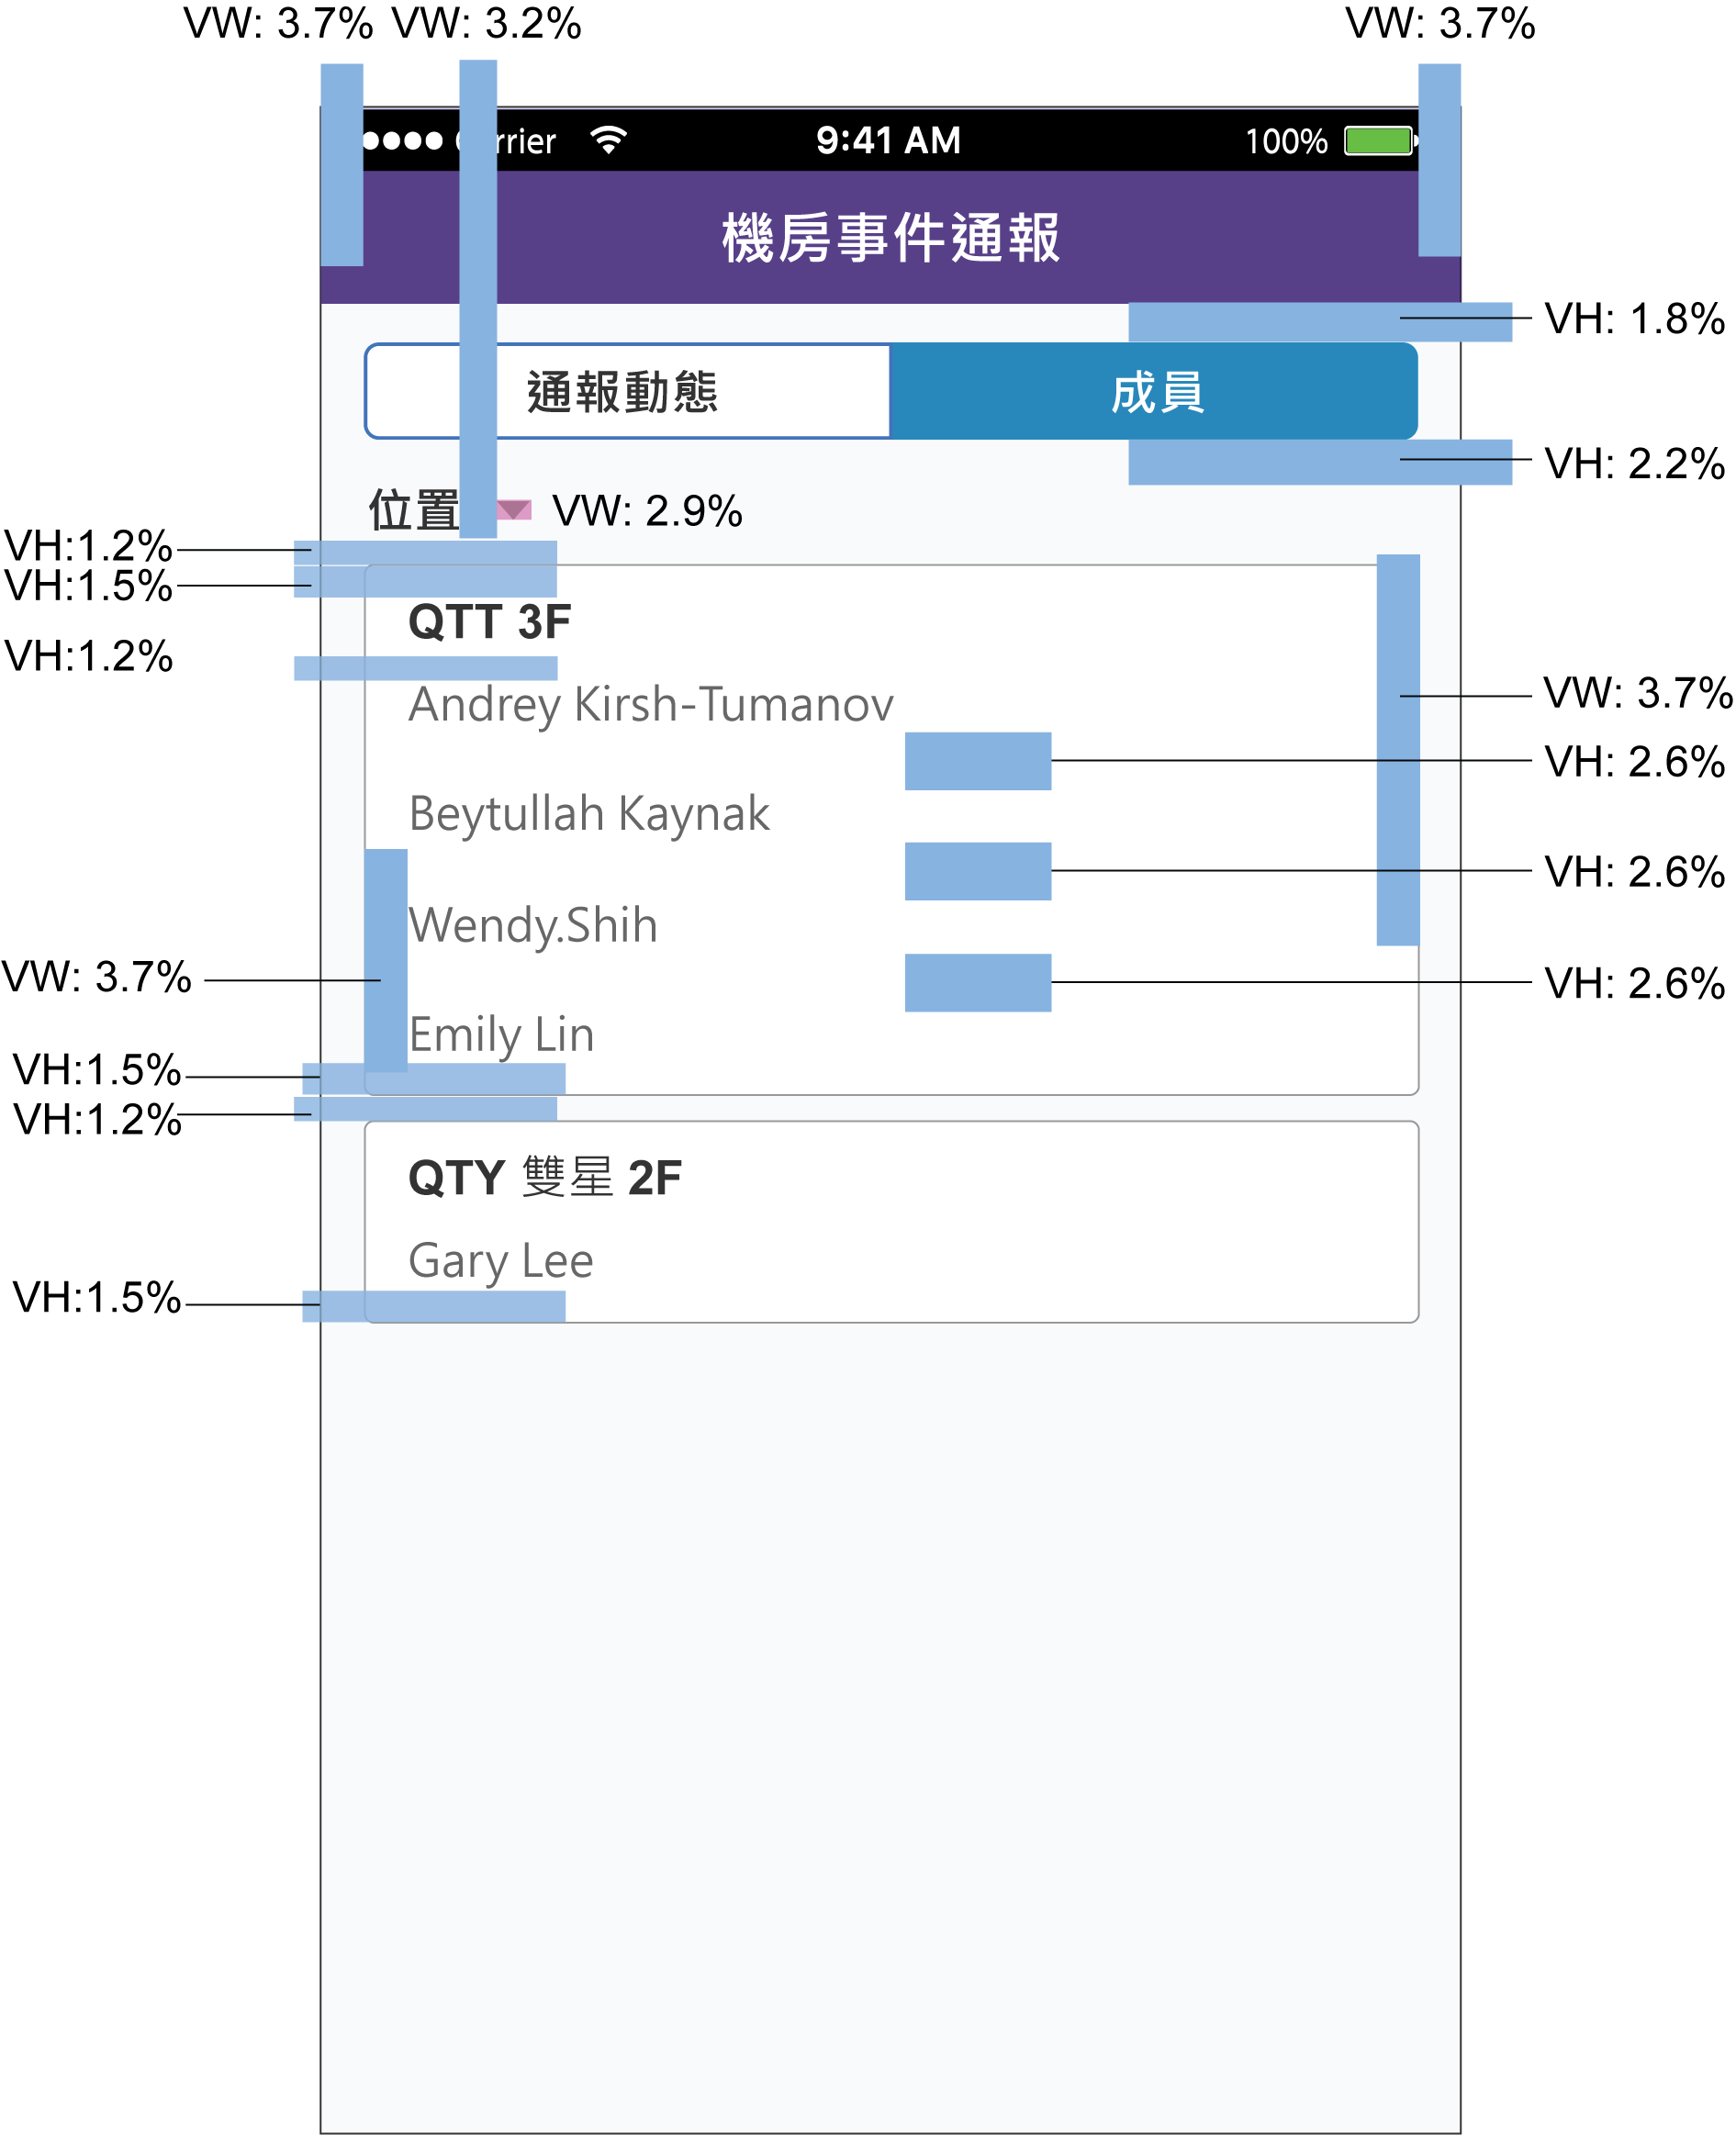 VW: 3.7% VW: 3.2% VW: 3.7%
rrier 9:41 AM 100%
機房事件通報
VH: 1.8%
通報動態 成員
VH: 2.2%
位置 VW: 2.9%
VH:1.2%
VH:1.5%
QTT 3F
VH:1.2%
Andrey Kirsh-Tumanov
VW: 3.7%
VH: 2.6%
Beytullah Kaynak
VH: 2.6%
Wendy.Shih
VW: 3.7%
VH: 2.6%
Emily Lin
VH:1.5%
VH:1.2%
QTY 雙星 2F
Gary Lee
VH:1.5%